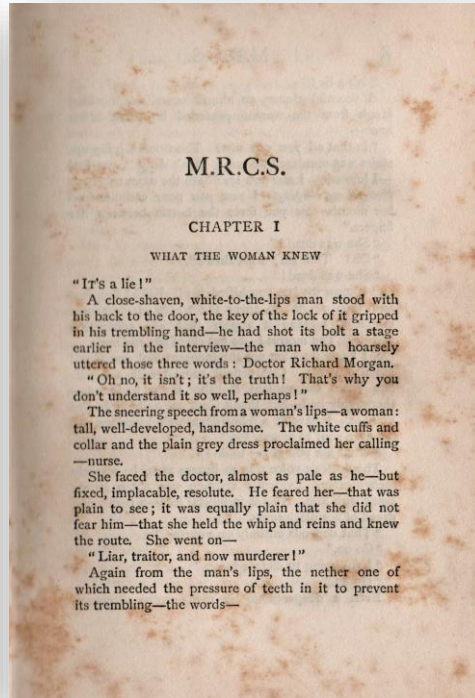 M.R.C.S.
CHAPTER I
WHAT THE WOMAN KNEW
"IT'S a lie!"
A close-shaven, white-to-the-lips man stood with
his back to the door, the key of the lock of it gripped
in his trembling hand—he had shot its bolt a stage
earlier in the interview—the man who hoarsely
uttered those three words: Doctor Richard Morgan.
"Oh no, it isn't; it's the truth! That's why you
don't understand it so well, perhaps!"
The sneering speech from a woman's lips—a woman:
tall, well-developed, handsome. The white cuffs and
collar and the plain grey dress proclaimed her calling
—nurse.
She faced the doctor, almost as pale as he—but
fixed, implacable, resolute. He feared her—that was
plain to see; it was equally plain that she did not
fear him—that she held the whip and reins and knew
the route. She went on—
"Liar, traitor, and now murderer!"
Again from the man's lips, the nether one of
which needed the pressure of teeth in it to prevent
its trembling—the words—